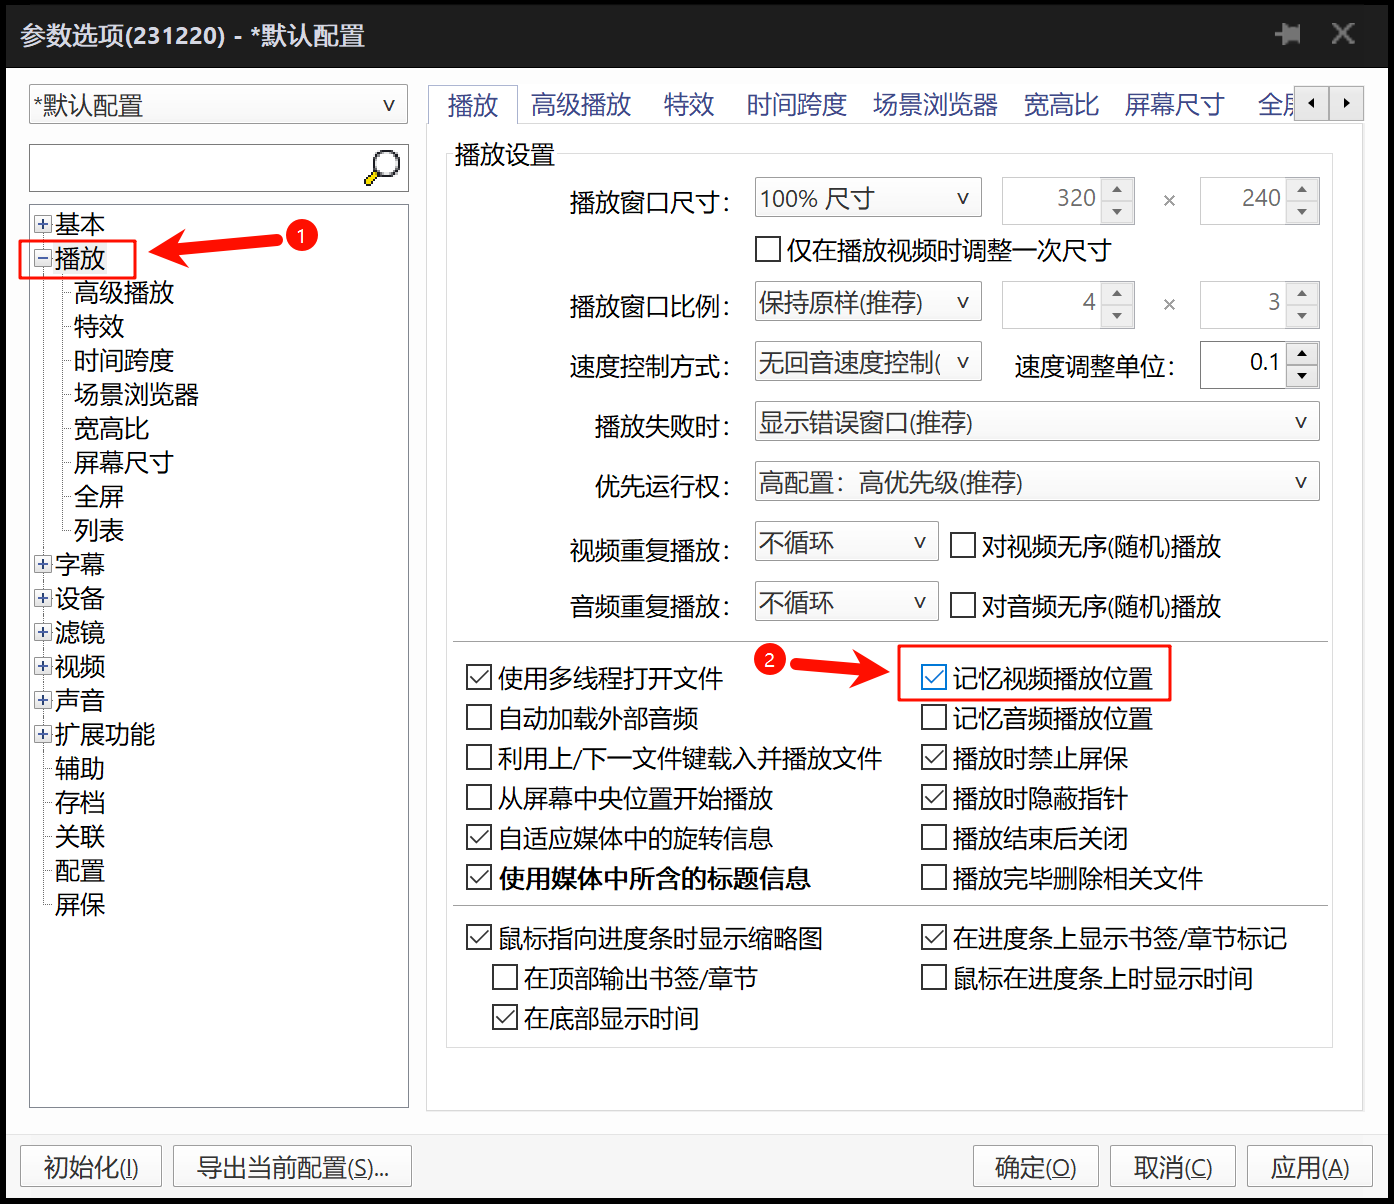 参数选项(231220) - *默认配置
*默认配置
基本
播放
1
高级播放
特效
时间跨度
场景浏览器
宽高比
屏幕尺寸
全屏
列表
字幕
设备
滤镜
视频
声音
扩展功能
辅助
存档
关联
配置
屏保
播放 高级播放 特效 时间跨度 场景浏览器 宽高比 屏幕尺寸 全屏
播放设置
播放窗口尺寸： 100% 尺寸 320 × 240
仅在播放视频时调整一次尺寸
播放窗口比例： 保持原样(推荐) 4 × 3
速度控制方式： 无回音速度控制( 速度调整单位： 0.1
播放失败时： 显示错误窗口(推荐)
优先运行权： 高配置：高优先级(推荐)
视频重复播放： 不循环 对视频无序(随机)播放
音频重复播放： 不循环 对音频无序(随机)播放
2
使用多线程打开文件 记忆视频播放位置
自动加载外部音频 记忆音频播放位置
利用上/下一文件键载入并播放文件 播放时禁止屏保
从屏幕中央位置开始播放 播放时隐蔽指针
自适应媒体中的旋转信息 播放结束后关闭
使用媒体中所含的标题信息 播放完毕删除相关文件
鼠标指向进度条时显示缩略图 在进度条上显示书签/章节标记
在顶部输出书签/章节 鼠标在进度条上时显示时间
在底部显示时间
初始化(I) 导出当前配置(S)... 确定(O) 取消(C) 应用(A)